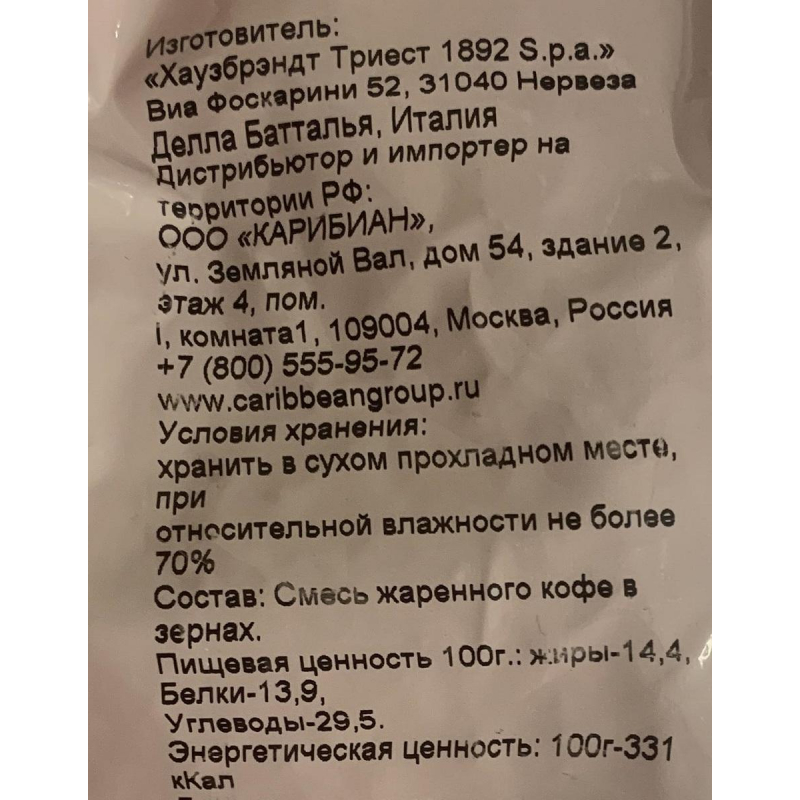 Изготовитель:
«Хаузбрэндт Триест 1892 S.p.a.»
Виа Фоскарини 52, 31040 Нервеза
Делла Батталья, Италия
Дистрибьютор и импортер на
территории РФ:
ООО «КАРИБИАН»,
ул. Земляной Вал, дом 54, здание 2,
этаж 4, пом.
I, комната1, 109004, Москва, Россия
+7 (800) 555-95-72
www.caribbeangroup.ru
Условия хранения:
хранить в сухом прохладном месте,
при
относительной влажности не более
70%
Состав: Смесь жаренного кофе в
зернах.
Пищевая ценность 100г.: жиры-14,4,
Белки-13,9,
Углеводы-29,5.
Энергетическая ценность: 100г-331
кКал